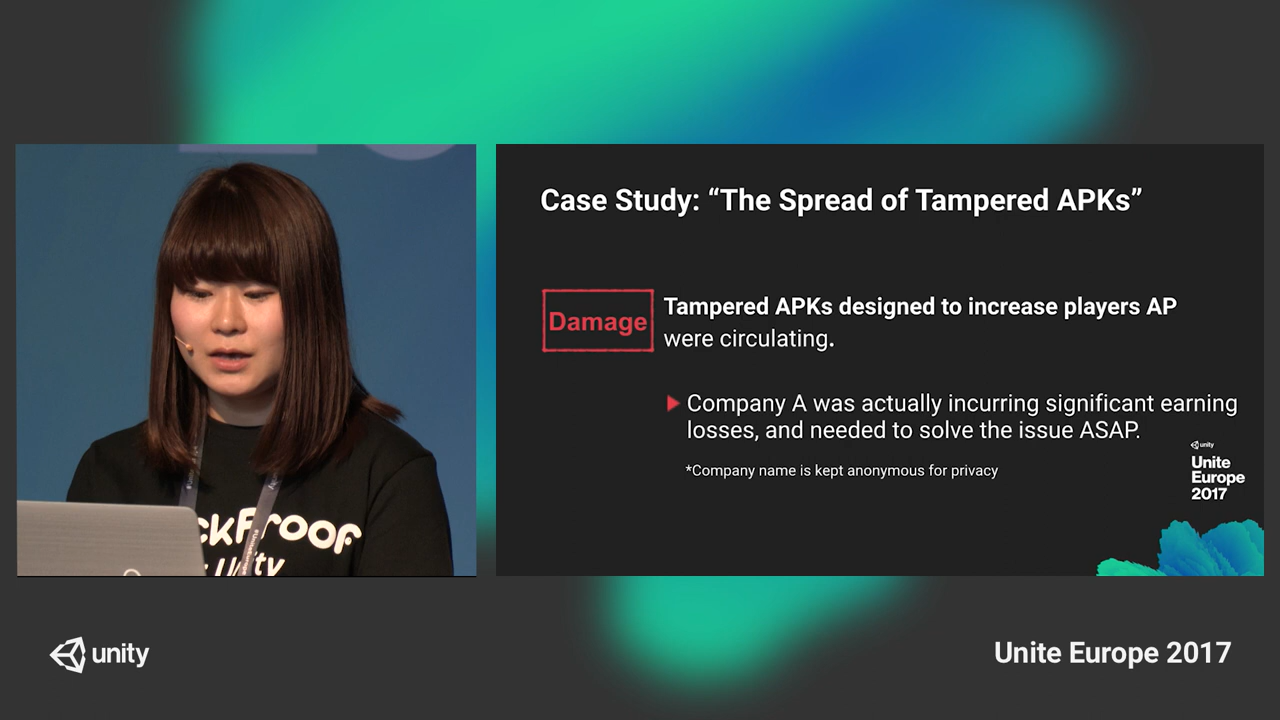 Case Study: “The Spread of Tampered APKs”
Damage
Tampered APKs designed to increase players AP
were circulating.
Company A was actually incurring significant earning
losses, and needed to solve the issue ASAP.
*Company name is kept anonymous for privacy
unity
Unite
Europe
2017
ckProof
Unity
unity
Unite Europe 2017